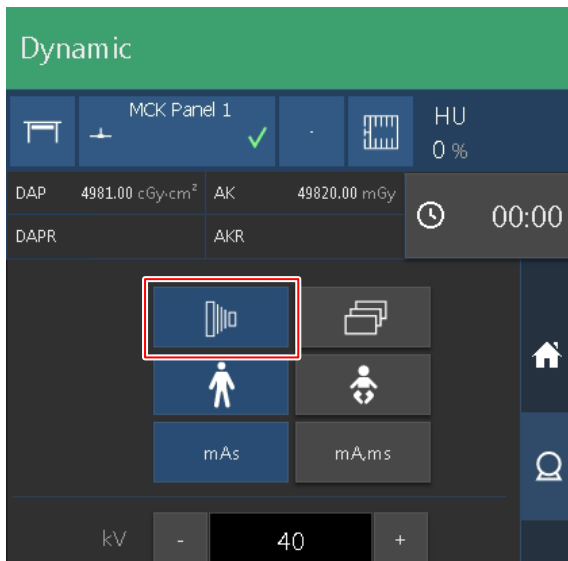 Dynamic
MCK Panel 1
HU
0 %
DAP 4981.00 cGy·cm² AK 49820.00 mGy
00:00
DAPR AKR
mAs mA,ms
kV - 40 +